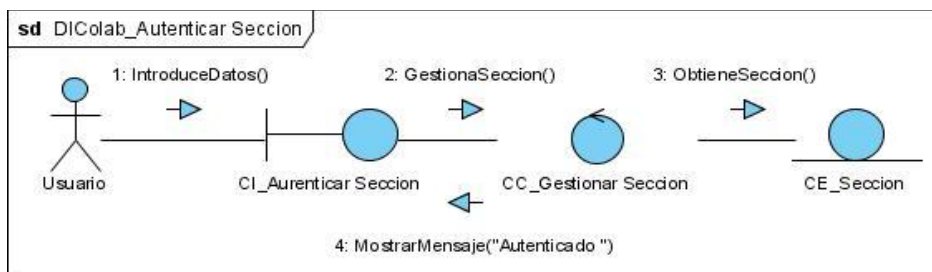 sd DIColab_Autenticar Seccion
1: IntroduceDatos()
2: GestionaSeccion()
3: ObtieneSeccion()
Usuario
CI_Aurenticar Seccion
CC_Gestionar Seccion
CE_Seccion
4: MostrarMensaje("Autenticado ")